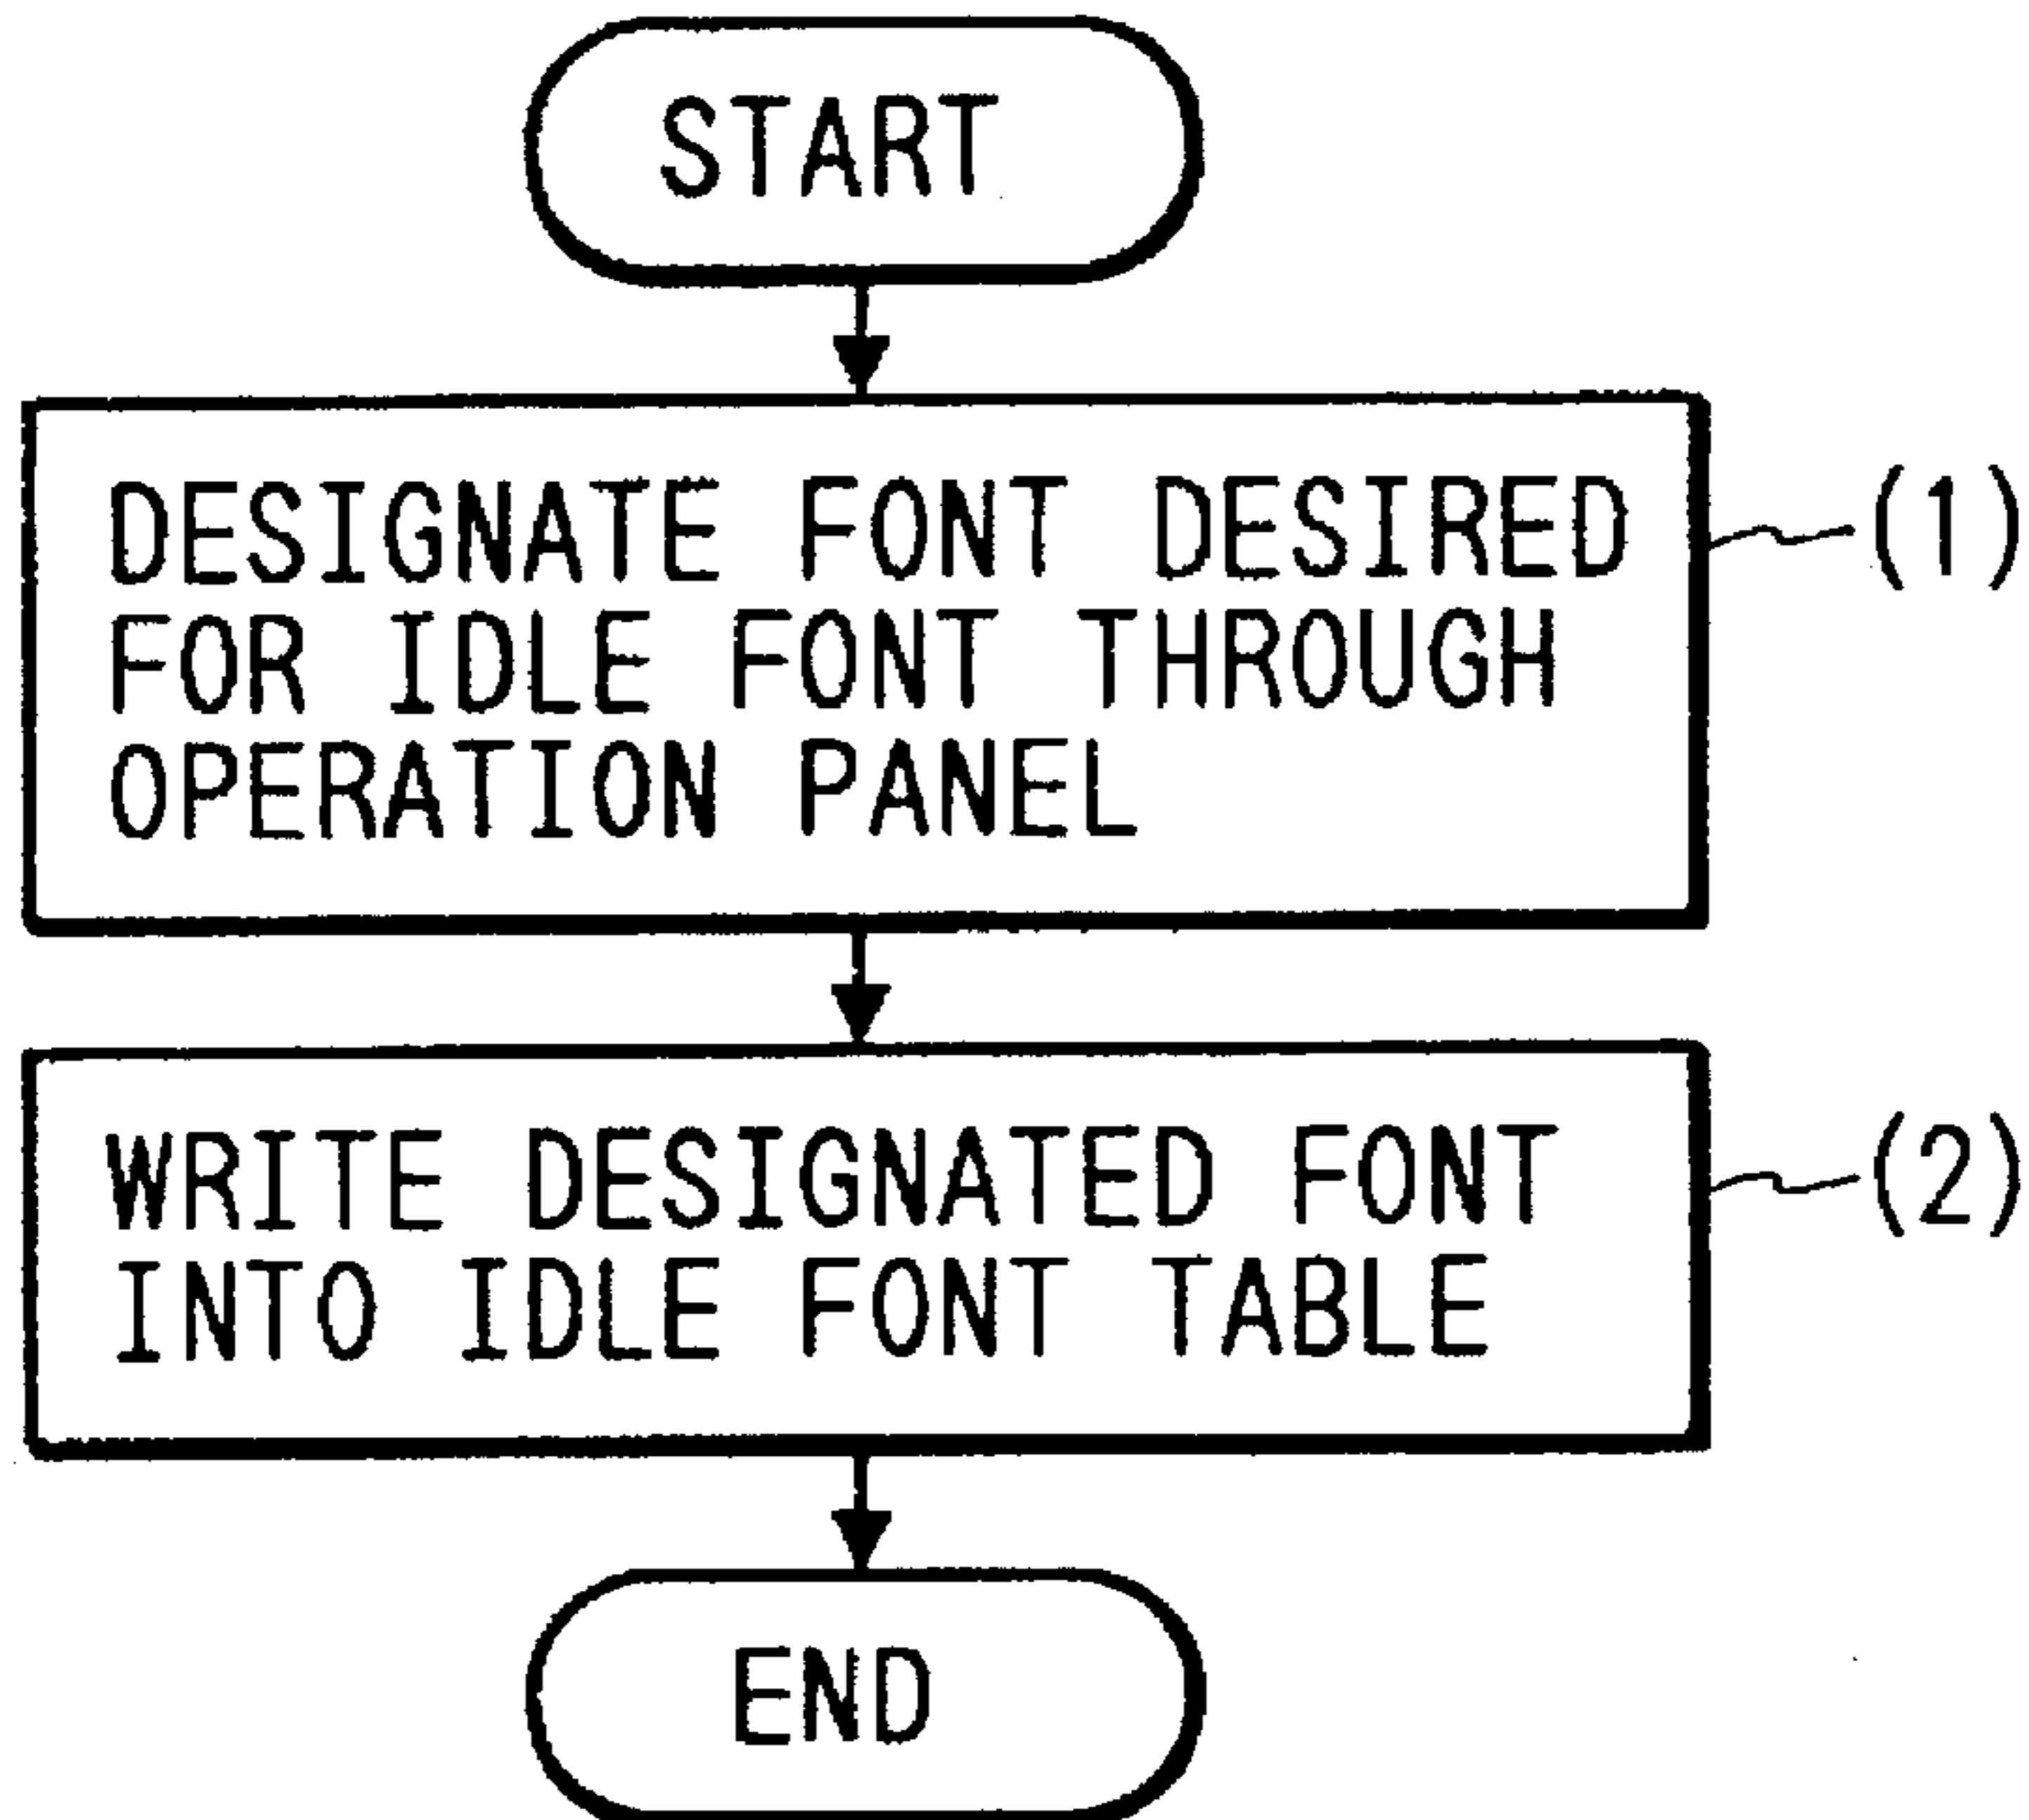 START
DESIGNATE FONT DESIRED
FOR IDLE FONT THROUGH
OPERATION PANEL
(1)
WRITE DESIGNATED FONT
INTO IDLE FONT TABLE
(2)
END